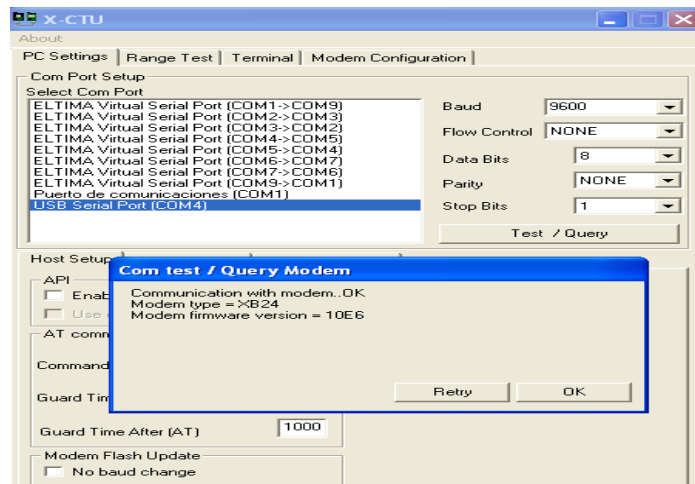 X-CTU
About
PC Settings Range Test Terminal Modem Configuration
Com Port Setup
Select Com Port
ELTIMA Virtual Serial Port (COM1->COM9)
ELTIMA Virtual Serial Port (COM2->COM3)
ELTIMA Virtual Serial Port (COM3->COM2)
ELTIMA Virtual Serial Port (COM4->COM5)
ELTIMA Virtual Serial Port (COM5->COM4)
ELTIMA Virtual Serial Port (COM6->COM7)
ELTIMA Virtual Serial Port (COM7->COM6)
ELTIMA Virtual Serial Port (COM9->COM1)
Puerto de comunicaciones (COM1)
USB Serial Port (COM4)
Baud 9600
Flow Control NONE
Data Bits 8
Parity NONE
Stop Bits 1
Test / Query
Host Setup
API
Enab
Use
AT comm
Command
Guard Tim
Com test / Query Modem
Communication with modem..OK
Modem type = XB24
Modem firmware version = 10E6
Retry OK
Guard Time After (AT) 1000
Modem Flash Update
No baud change